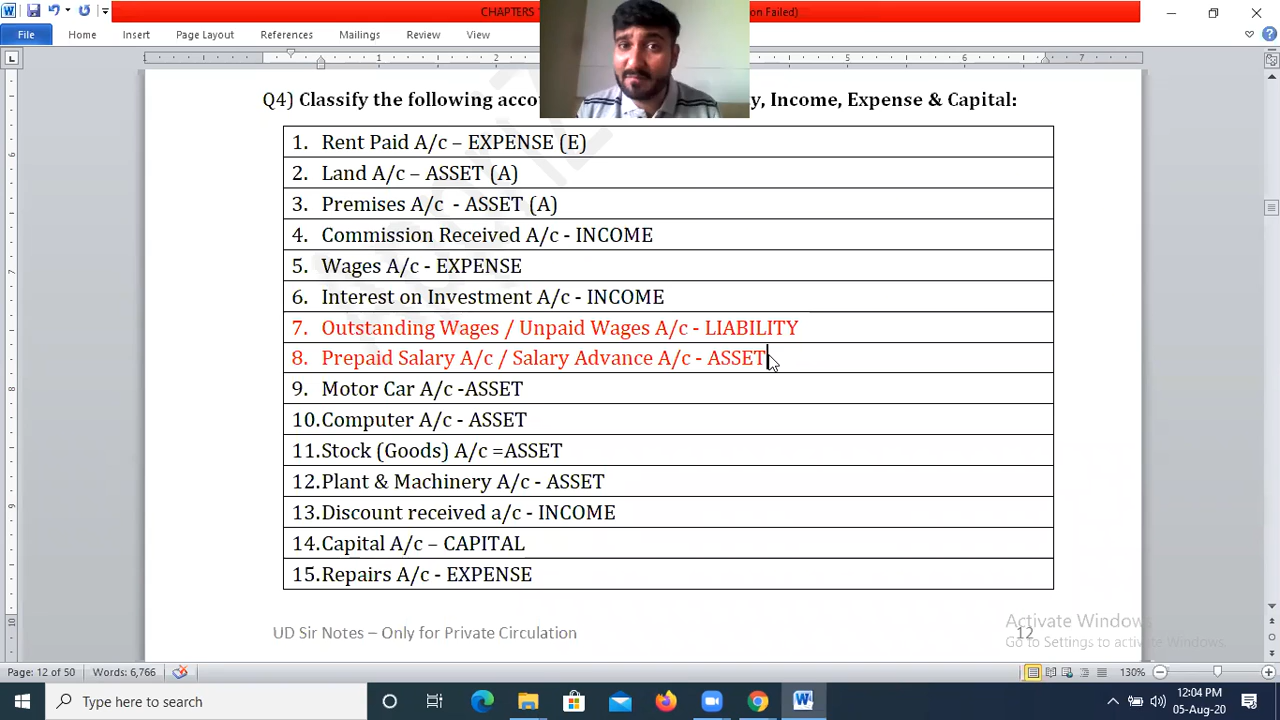 CHAPTERS
on Failed)
File Home Insert Page Layout References Mailings Review View
1 1 5 6 7
Q4) Classify the following acco y, Income, Expense & Capital:
1. Rent Paid A/c – EXPENSE (E)
2. Land A/c – ASSET (A)
3. Premises A/c - ASSET (A)
4. Commission Received A/c - INCOME
5. Wages A/c - EXPENSE
6. Interest on Investment A/c - INCOME
7. Outstanding Wages / Unpaid Wages A/c - LIABILITY
8. Prepaid Salary A/c / Salary Advance A/c - ASSET
9. Motor Car A/c -ASSET
10.Computer A/c - ASSET
11.Stock (Goods) A/c =ASSET
12.Plant & Machinery A/c - ASSET
13.Discount received a/c - INCOME
14.Capital A/c – CAPITAL
15.Repairs A/c - EXPENSE
UD Sir Notes – Only for Private Circulation
12
Activate Windows
Go to Settings to activate Windows.
Page: 12 of 50 Words: 6,766 130%
Type here to search
12:04 PM
05-Aug-20